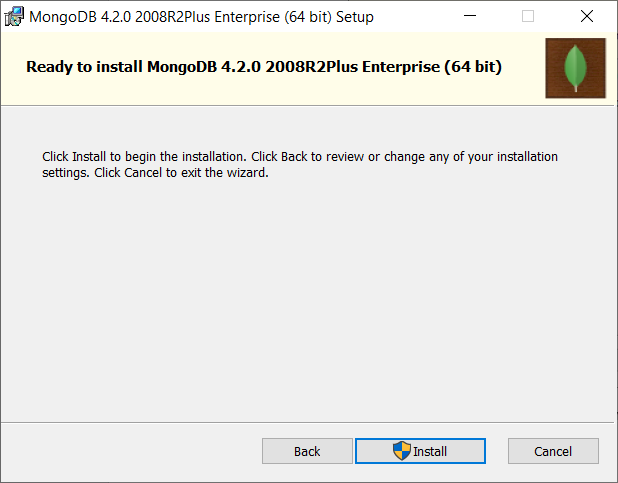 MongoDB 4.2.0 2008R2Plus Enterprise (64 bit) Setup
Ready to install MongoDB 4.2.0 2008R2Plus Enterprise (64 bit)
Click Install to begin the installation. Click Back to review or change any of your installation
settings. Click Cancel to exit the wizard.
Back Install Cancel